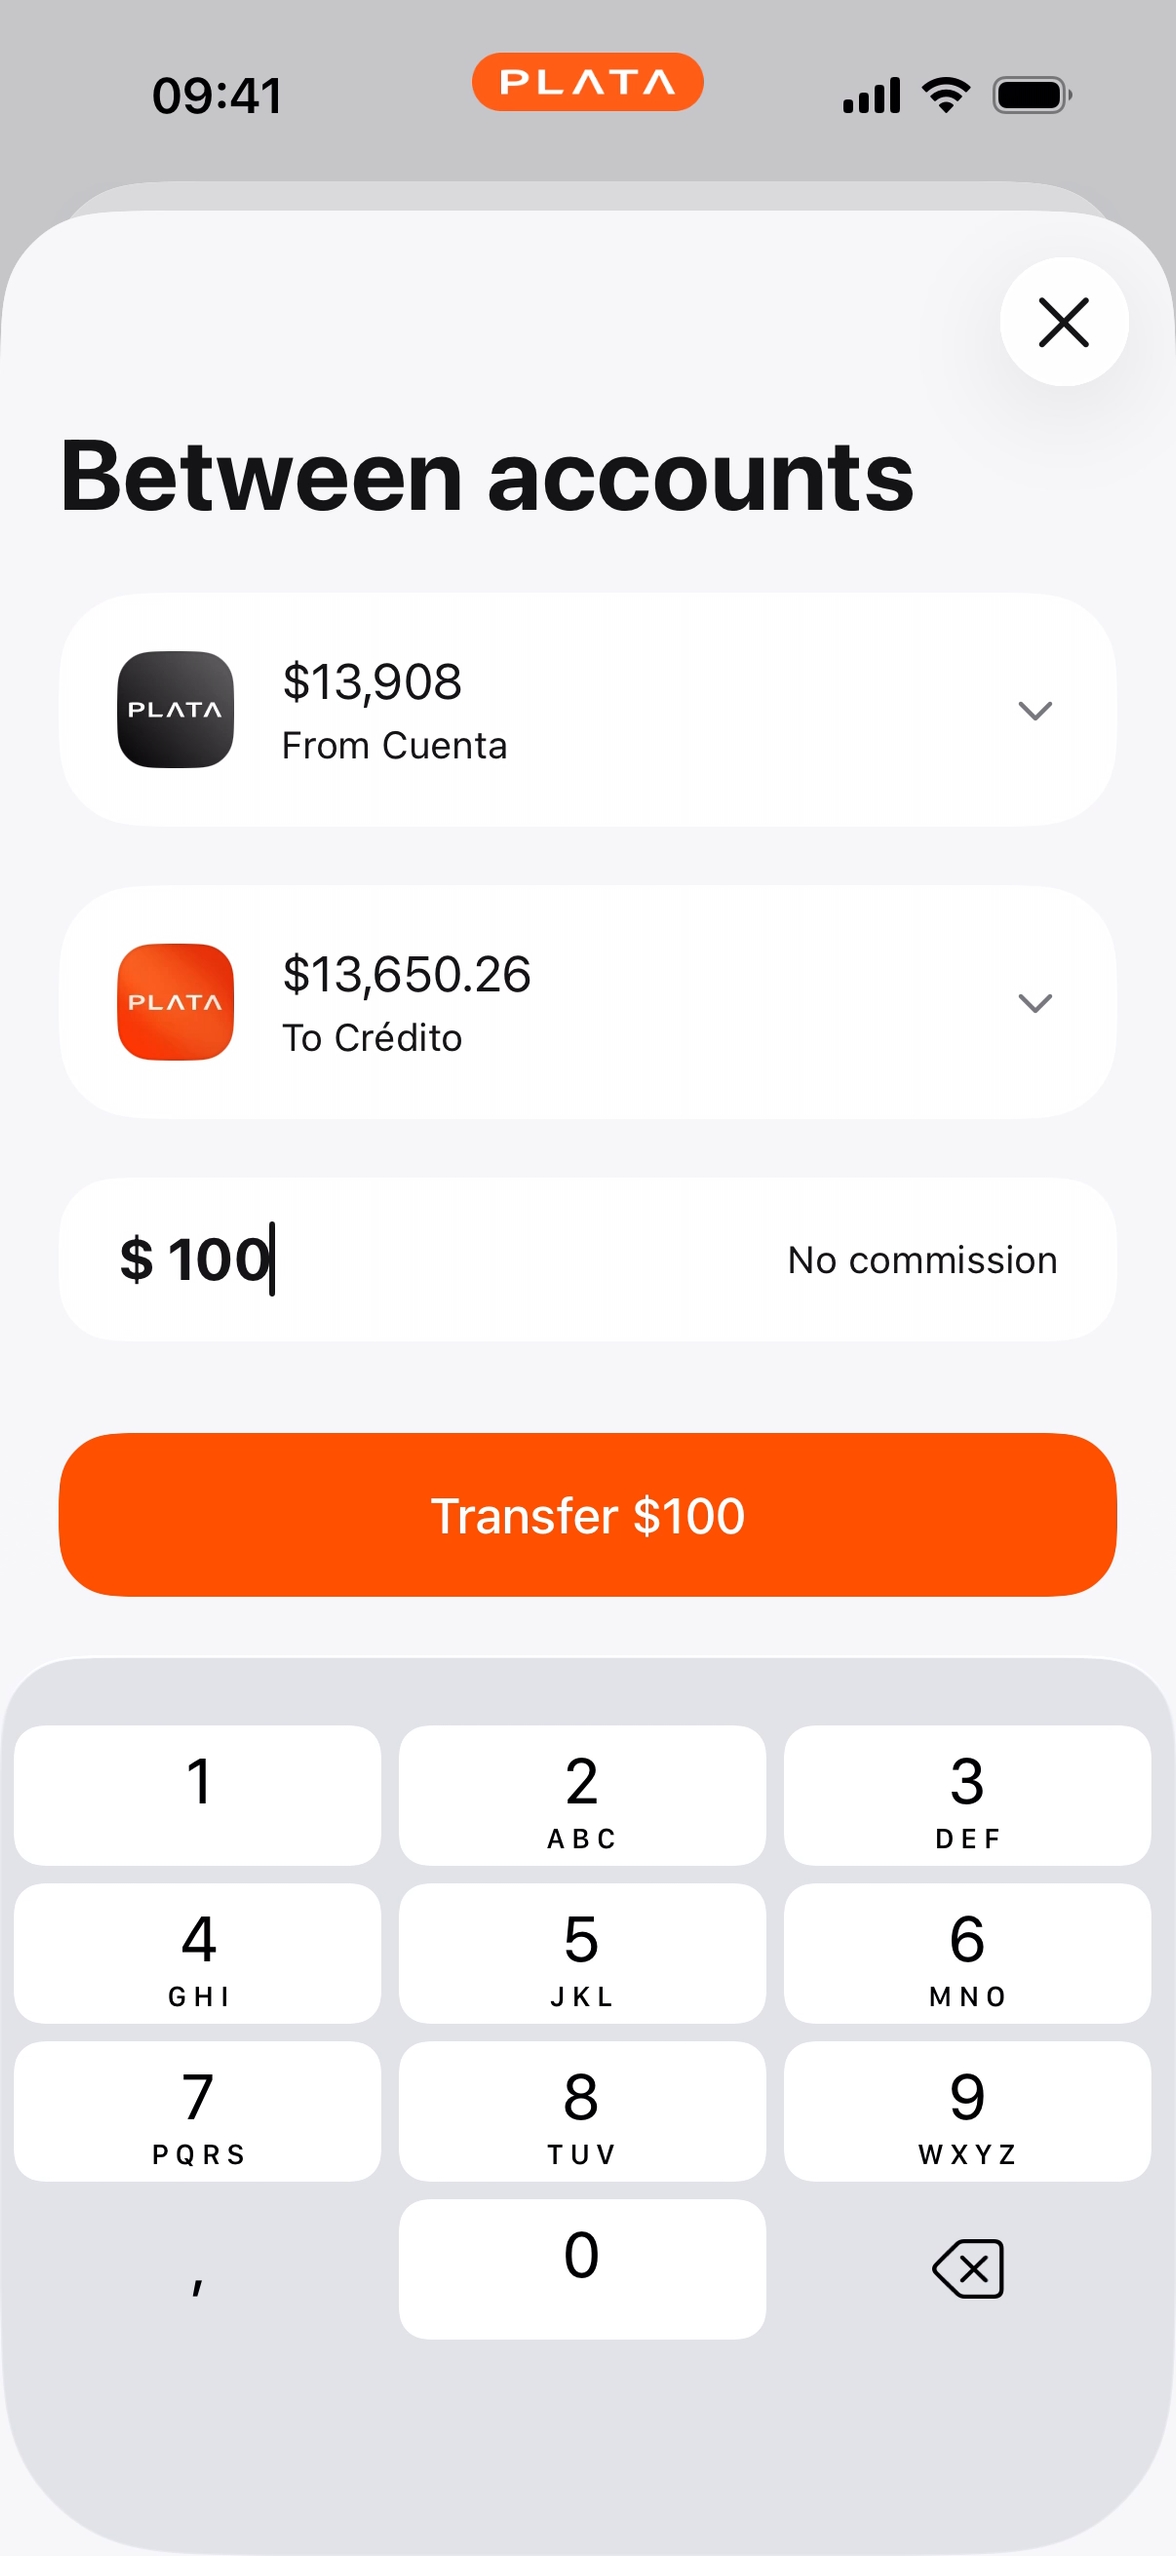 09:41
PLATA
Between accounts
PLATA
$13,908
From Cuenta
PLATA
$13,650.26
To Crédito
$ 100
No commission
Transfer $100
1
2
ABC
3
DEF
4
GHI
5
JKL
6
MNO
7
PQRS
8
TUV
9
WXYZ
,
0